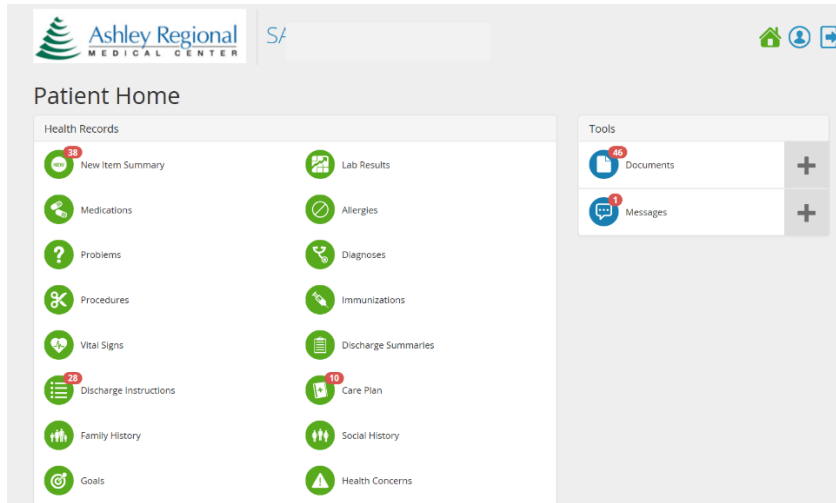 Ashley Regional
MEDICAL CENTER
Patient Home
Health Records
38
NEW
New Item Summary
Lab Results
Medications
Allergies
?
Problems
Diagnoses
Procedures
Immunizations
Vital Signs
Discharge Summaries
28
Discharge Instructions
10
Care Plan
Family History
Social History
Goals
Health Concerns
Tools
46
Documents
+
1
Messages
+